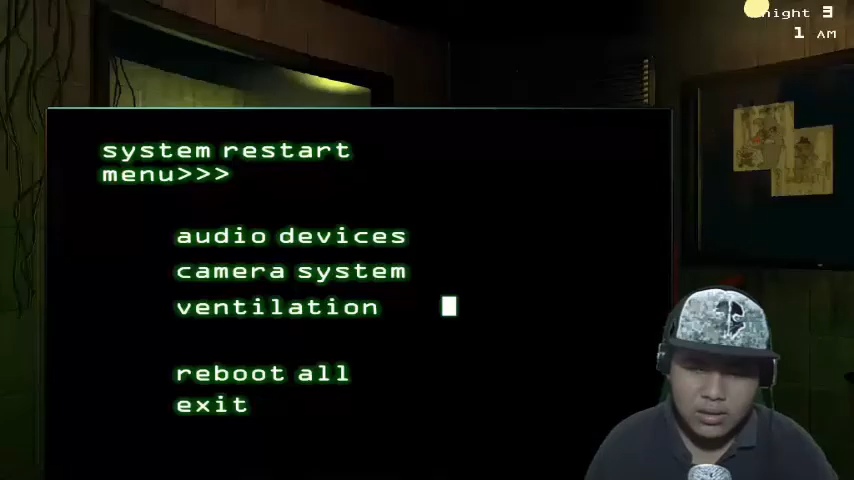 night 3
1 AM
system restart
menu>>>
audio devices
camera system
ventilation
reboot all
exit